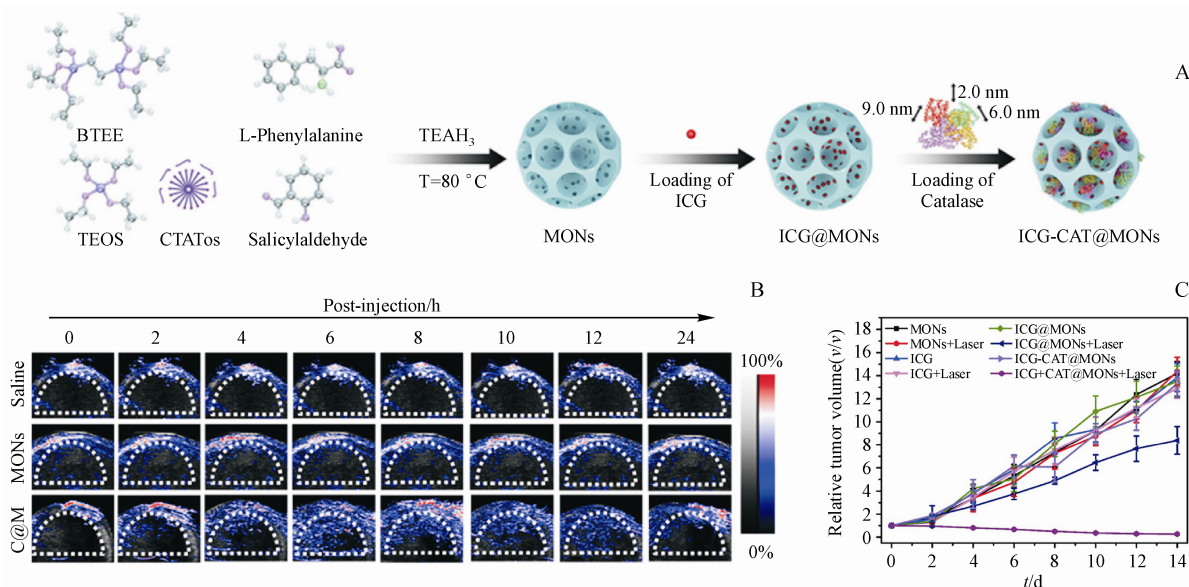 A
BTEE
L-Phenylalanine
TEOS
CTATos
Salicylaldehyde
TEAH₃
T=80 °C
MONs
Loading of
ICG
ICG@MONs
9.0 nm
2.0 nm
6.0 nm
Loading of
Catalase
ICG-CAT@MONs
B
Post-injection/h
0 2 4 6 8 10 12 24
Saline
MONs
C@M
100%
0%
C
MONs
MONs+Laser
ICG
ICG+Laser
ICG@MONs
ICG@MONs+Laser
ICG-CAT@MONs
ICG+CAT@MONs+Laser
Relative tumor volume(v/v)
18
16
14
12
10
8
6
4
2
0
0 2 4 6 8 10 12 14
t/d